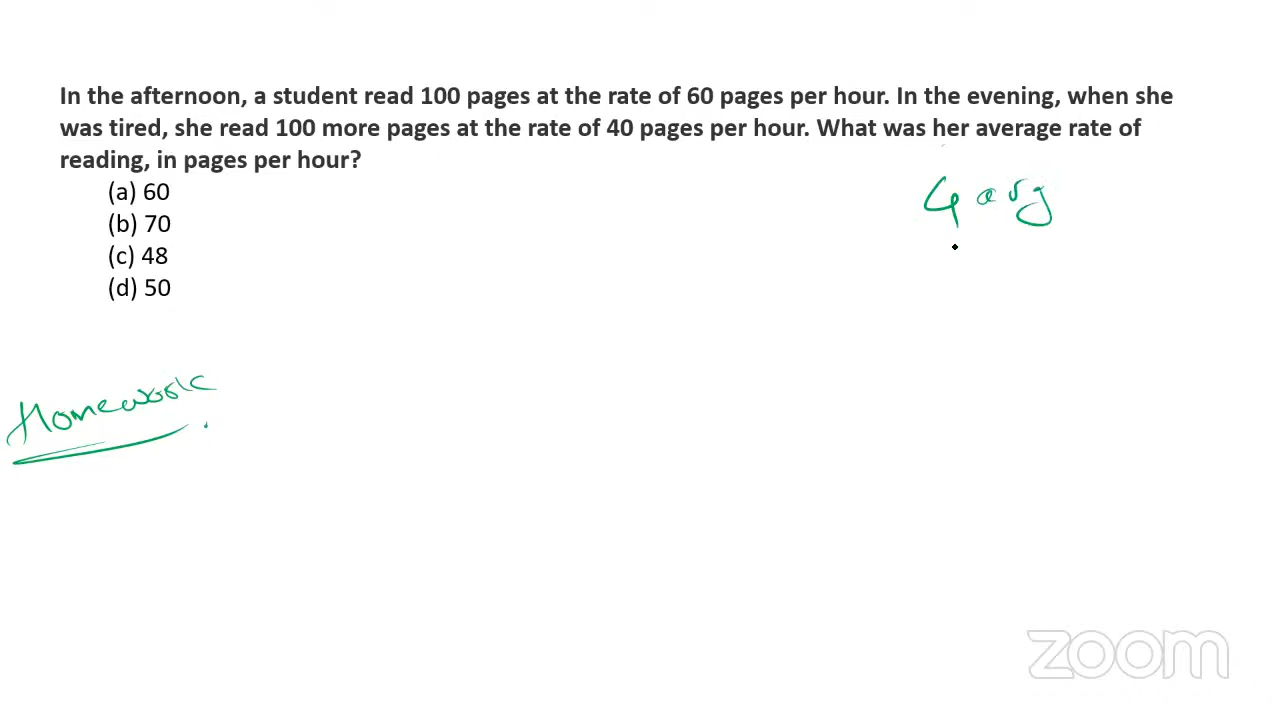 In the afternoon, a student read 100 pages at the rate of 60 pages per hour. In the evening, when she
was tired, she read 100 more pages at the rate of 40 pages per hour. What was her average rate of
reading, in pages per hour?
(a) 60
(b) 70
(c) 48
(d) 50
avg
Homework
zoom